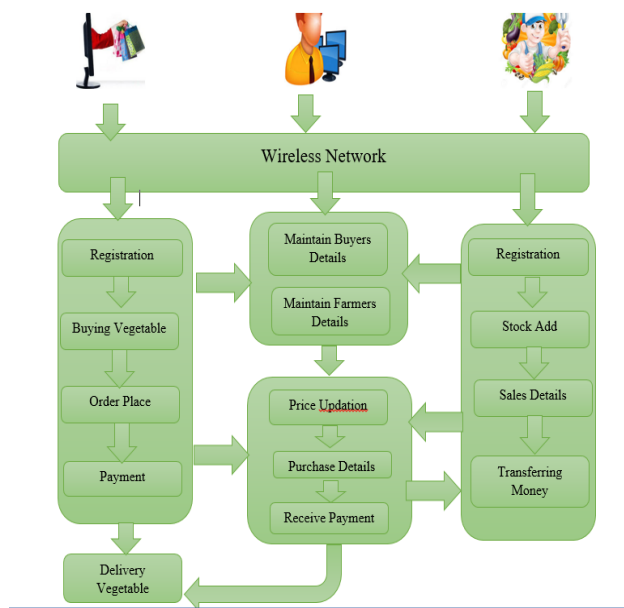 Wireless Network
Registration
Buying Vegetable
Order Place
Payment
Delivery
Vegetable
Maintain Buyers
Details
Maintain Farmers
Details
Price Updation
Purchase Details
Receive Payment
Registration
Stock Add
Sales Details
Transferring
Money